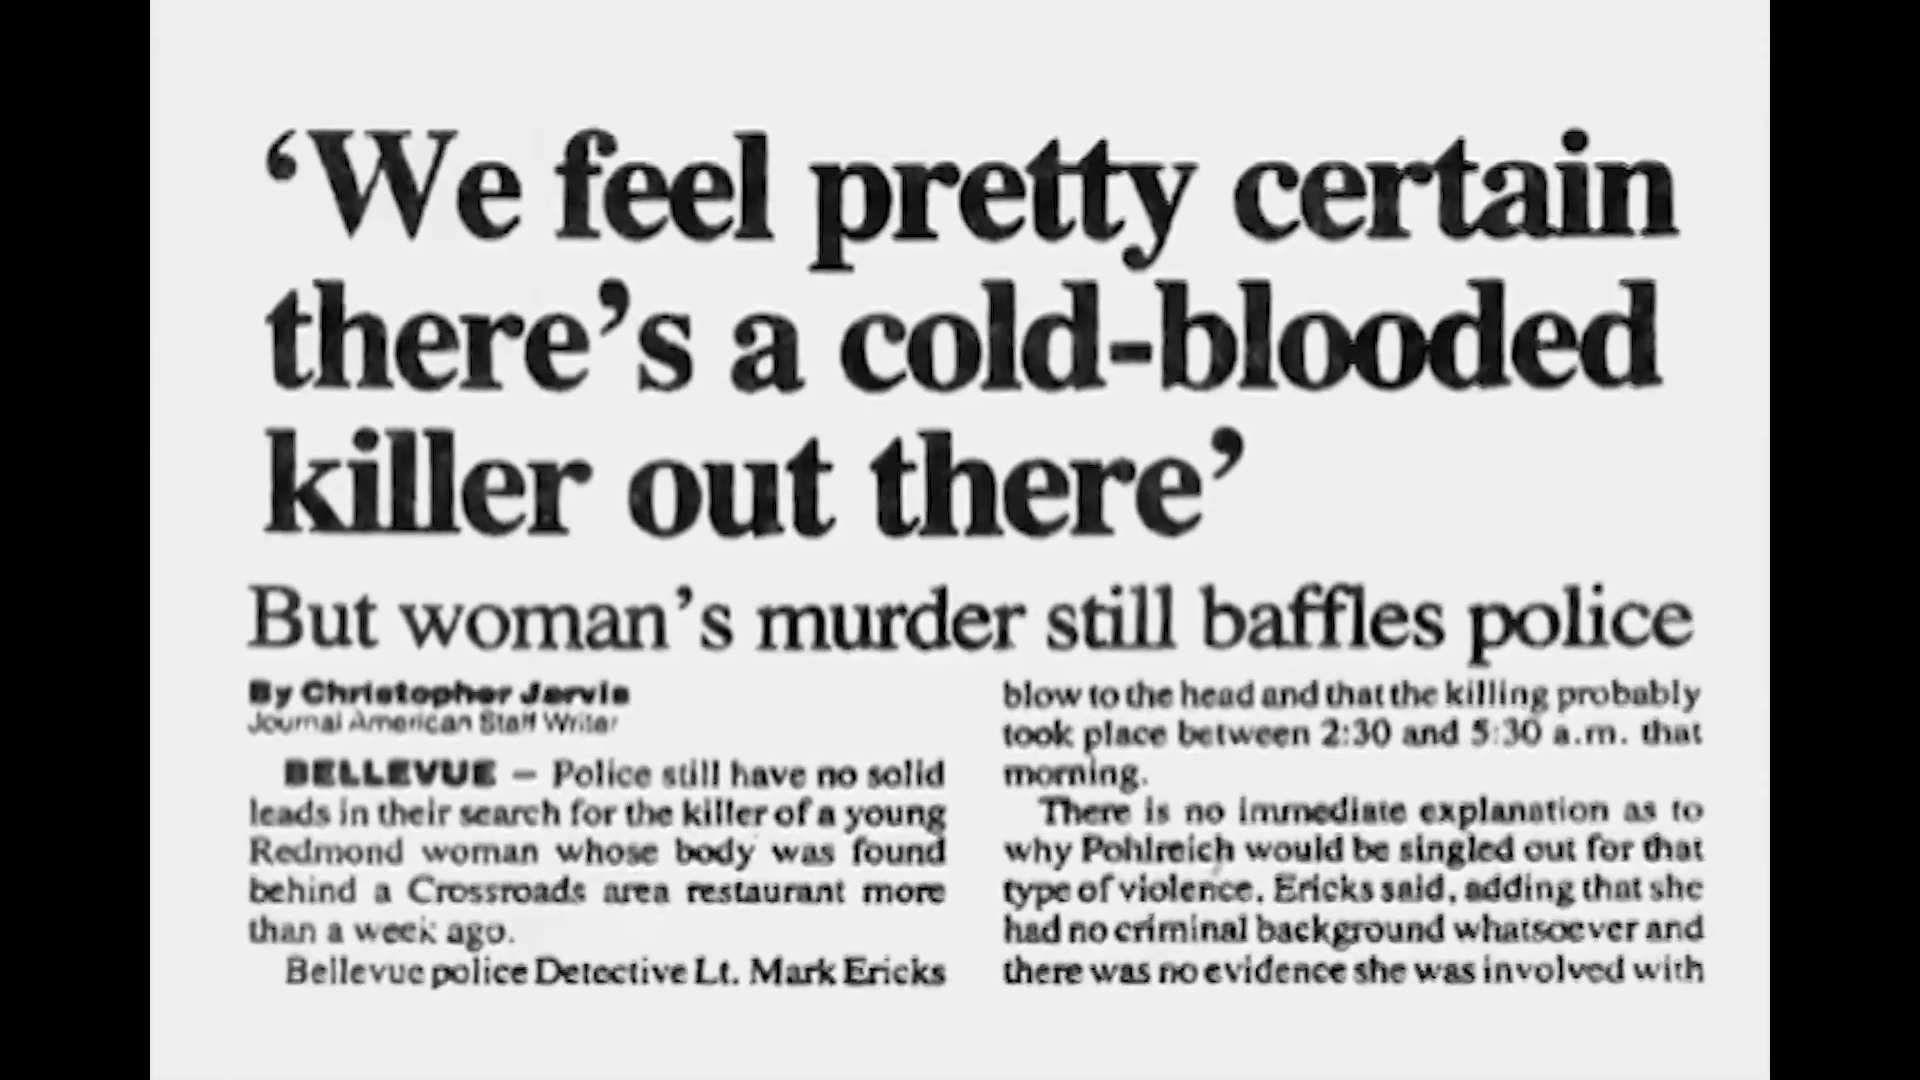 ‘We feel pretty certain
there’s a cold-blooded
killer out there’
But woman’s murder still baffles police
By Christopher Jarvis
Journal American Staff Writer
BELLEVUE — Police still have no solid
leads in their search for the killer of a young
Redmond woman whose body was found
behind a Crossroads area restaurant more
than a week ago.
Bellevue police Detective Lt. Mark Ericks
blow to the head and that the killing probably
took place between 2:30 and 5:30 a.m. that
morning.
There is no immediate explanation as to
why Pohlreich would be singled out for that
type of violence, Ericks said, adding that she
had no criminal background whatsoever and
there was no evidence she was involved with